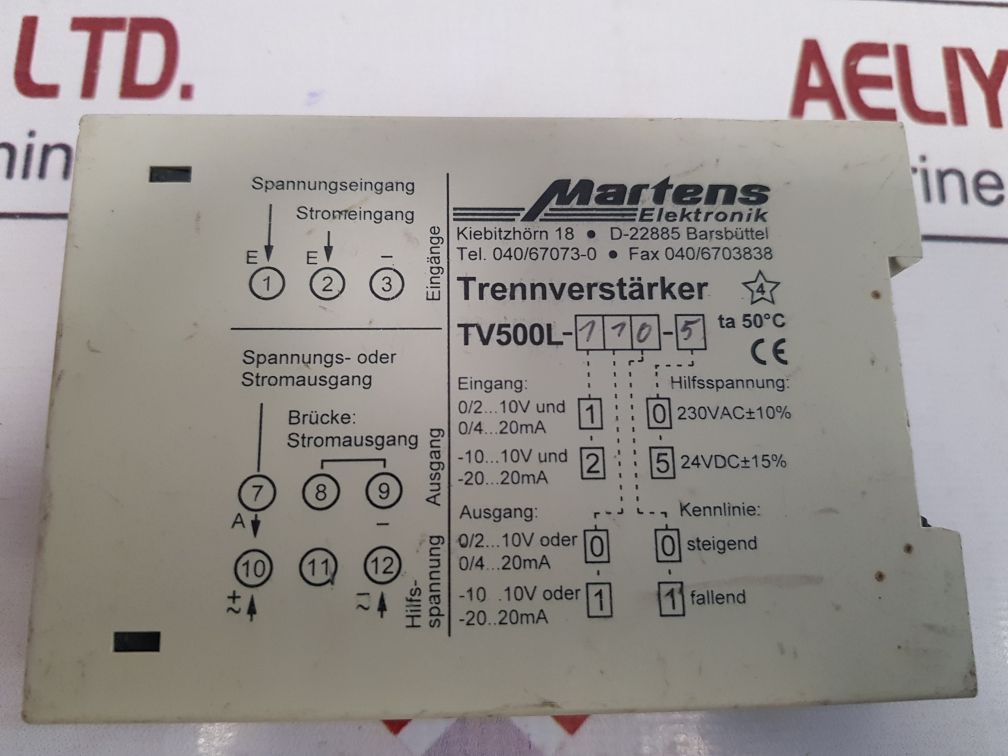 LTD.
AELIY
rine
Spannungseingang
Stromeingang
E E –
1 2 3
Eingänge
Spannungs- oder
Stromausgang
Brücke:
Stromausgang
7 8 9
A –
Ausgang
10 11 12
+
~
–
~
Hilfs-
spannung
Martens
Elektronik
Kiebitzhörn 18 • D-22885 Barsbüttel
Tel. 040/67073-0 • Fax 040/6703838
Trennverstärker 4
TV500L-110-5 ta 50°C
CE
Eingang: Hilfsspannung:
0/2...10V und 1 0 230VAC±10%
0/4...20mA
-10...10V und 2 5 24VDC±15%
-20...20mA
Ausgang: Kennlinie:
0/2...10V oder 0 0 steigend
0/4...20mA
-10 ..10V oder 1 1 fallend
-20..20mA